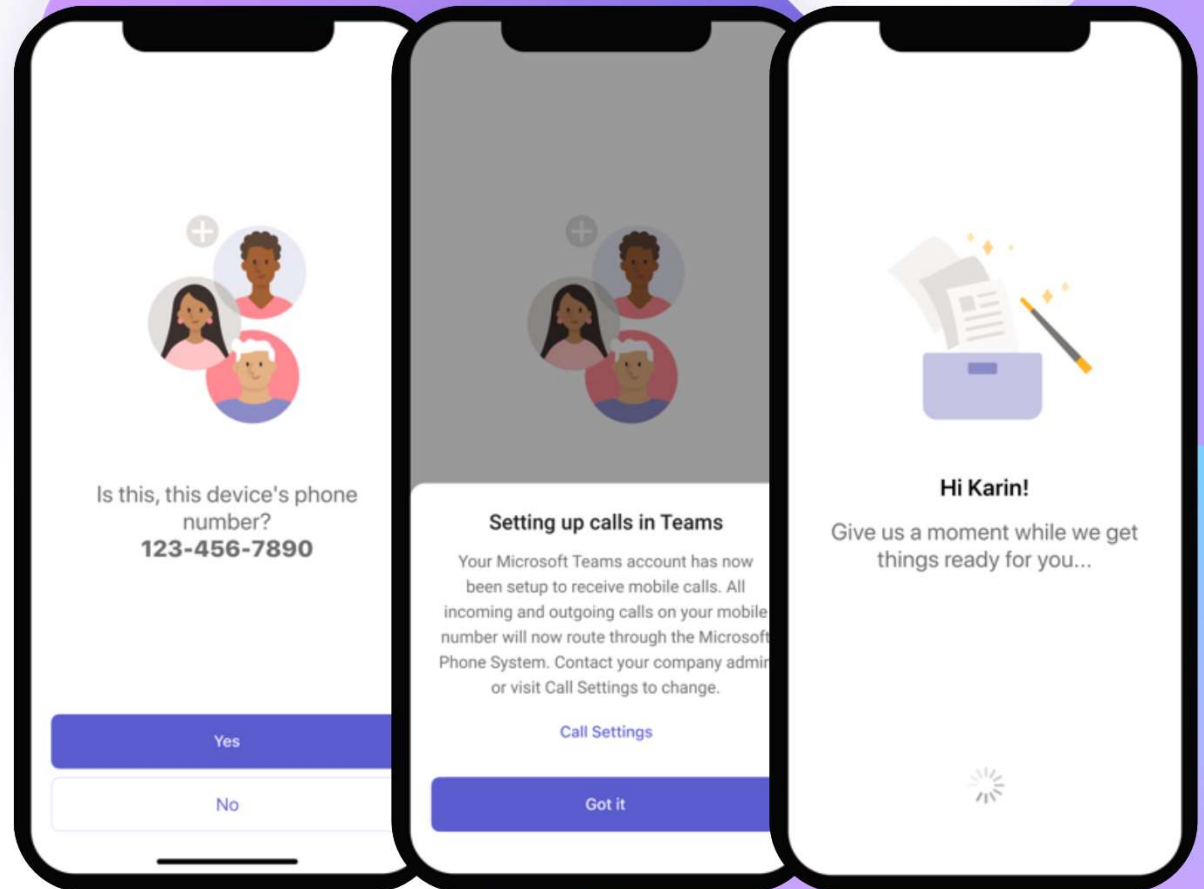 Is this, this device's phone
number?
123-456-7890
Yes
No
Setting up calls in Teams
Your Microsoft Teams account has now
been setup to receive mobile calls. All
incoming and outgoing calls on your mobile
number will now route through the Microsoft
Phone System. Contact your company admin
or visit Call Settings to change.
Call Settings
Got it
Hi Karin!
Give us a moment while we get
things ready for you...